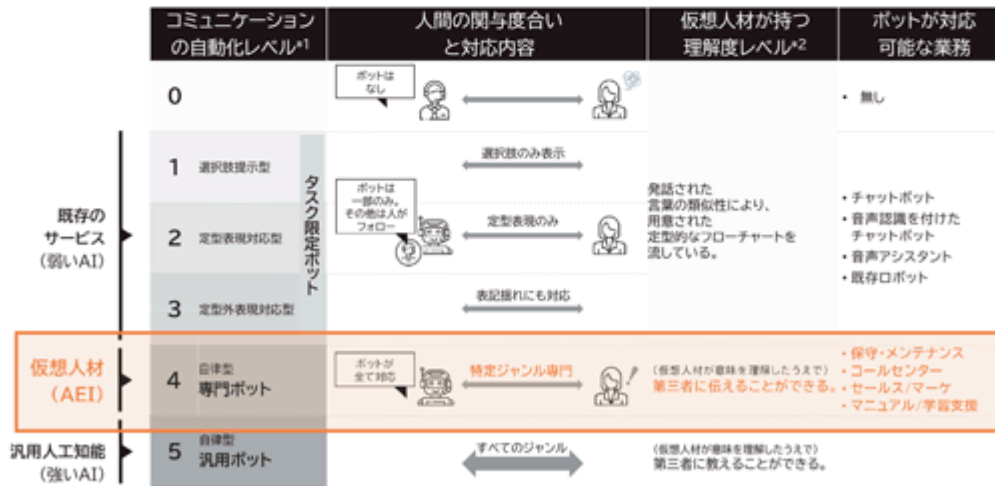 コミュニケーション
の自動化レベル*1
人間の関与度合い
と対応内容
仮想人材が持つ
理解度レベル*2
ボットが対応
可能な業務
0
ボットは
なし
・ 無し
既存の
サービス
(弱いAI)
1 選択肢提示型
2 定型表現対応型
3 定型外表現対応型
タスク限定ボット
ボットは
一部のみ。
その他は人が
フォロー
選択肢のみ表示
定型表現のみ
表記揺れにも対応
発話された
言葉の類似性により、
用意された
定型的なフローチャートを
流している。
・チャットボット
・音声認識を付けた
チャットボット
・音声アシスタント
・既存ロボット
仮想人材
(AEI)
4 自律型
専門ボット
ボットが
全て対応
特定ジャンル専門
(仮想人材が意味を理解したうえで)
第三者に伝えることができる。
・保守・メンテナンス
・コールセンター
・セールス/マーケ
・マニュアル/学習支援
汎用人工知能
(強いAI)
5 自律型
汎用ボット
すべてのジャンル
(仮想人材が意味を理解したうえで)
第三者に教えることができる。